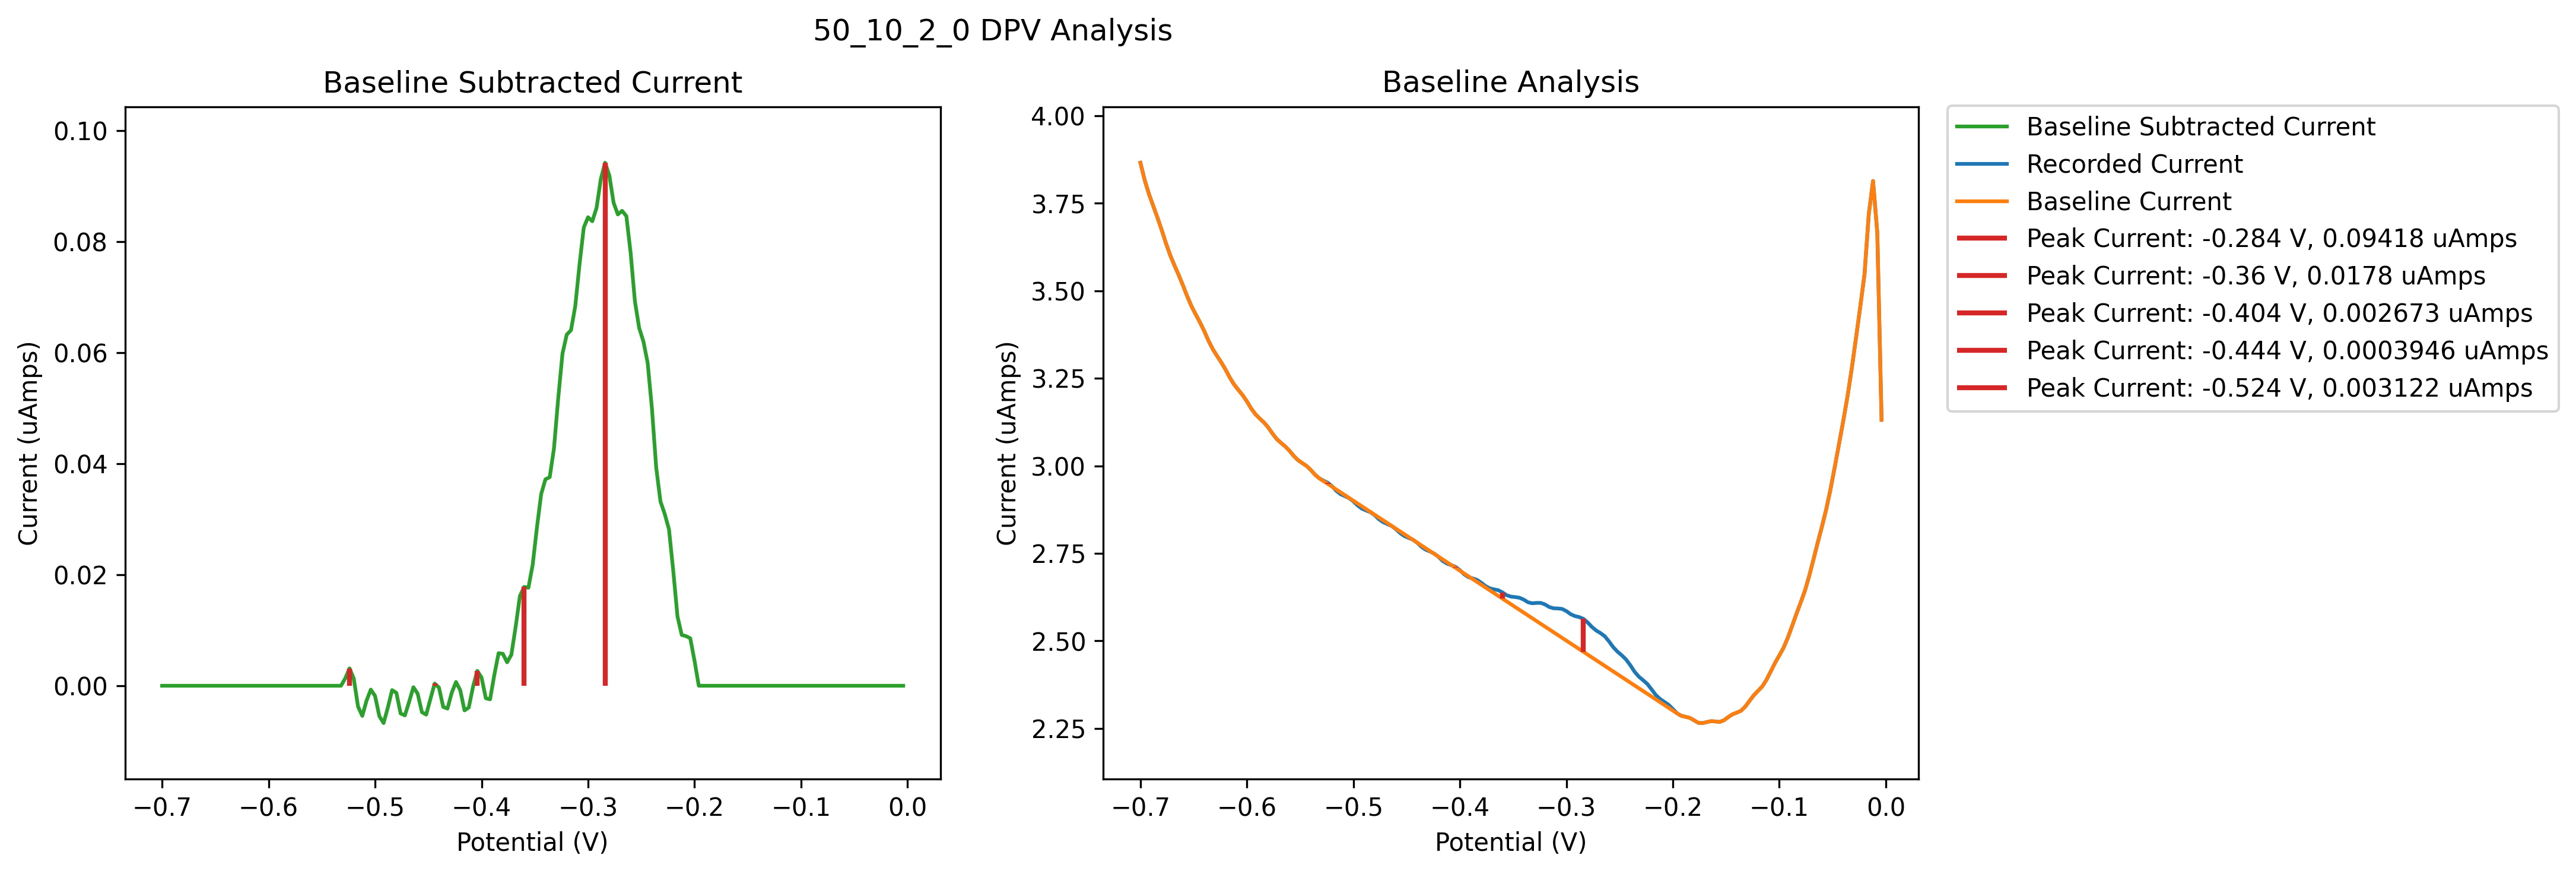 50_10_2_0 DPV Analysis
Baseline Subtracted Current
0.10
0.08
0.06
0.04
0.02
0.00
Current (uAmps)
−0.7 −0.6 −0.5 −0.4 −0.3 −0.2 −0.1 0.0
Potential (V)
Baseline Analysis
4.00
3.75
3.50
3.25
3.00
2.75
2.50
2.25
Current (uAmps)
−0.7 −0.6 −0.5 −0.4 −0.3 −0.2 −0.1 0.0
Potential (V)
Baseline Subtracted Current
Recorded Current
Baseline Current
Peak Current: -0.284 V, 0.09418 uAmps
Peak Current: -0.36 V, 0.0178 uAmps
Peak Current: -0.404 V, 0.002673 uAmps
Peak Current: -0.444 V, 0.0003946 uAmps
Peak Current: -0.524 V, 0.003122 uAmps